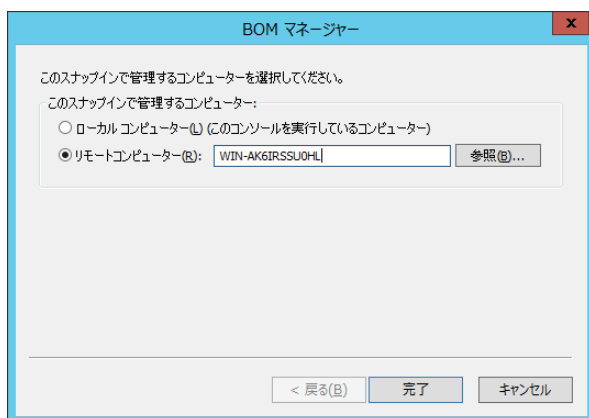 BOM マネージャー
x
このスナップインで管理するコンピューターを選択してください。
このスナップインで管理するコンピューター:
ローカル コンピューター(L) (このコンソールを実行しているコンピューター)
リモートコンピューター(R): WIN-AK6IRSSU0HL 参照(B)...
< 戻る(B) 完了 キャンセル